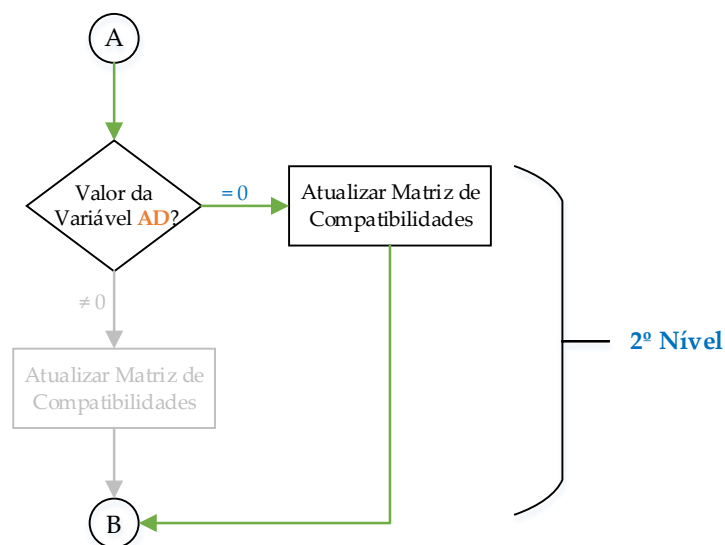 A
Valor da
Variável AD?
= 0
Atualizar Matriz de
Compatibilidades
≠ 0
Atualizar Matriz de
Compatibilidades
2º Nível
B